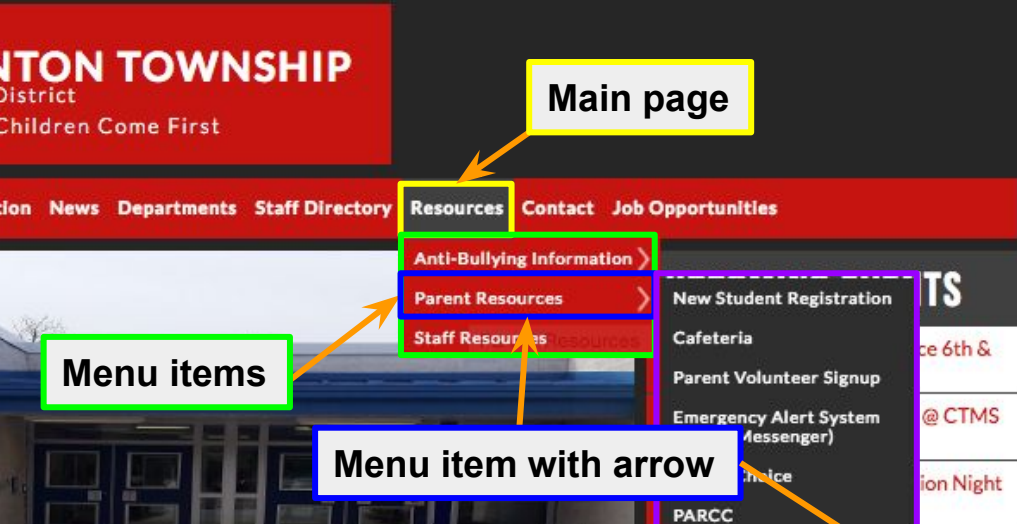 NTON TOWNSHIP
District
Children Come First
Main page
tion News Departments Staff Directory Resources Contact Job Opportunities
Anti-Bullying Information
Parent Resources
Staff Resources
Menu items
Menu item with arrow
New Student Registration
Cafeteria
Parent Volunteer Signup
Emergency Alert System
Messenger)
PARCC
NTS
ce 6th &
@ CTMS
ion Night